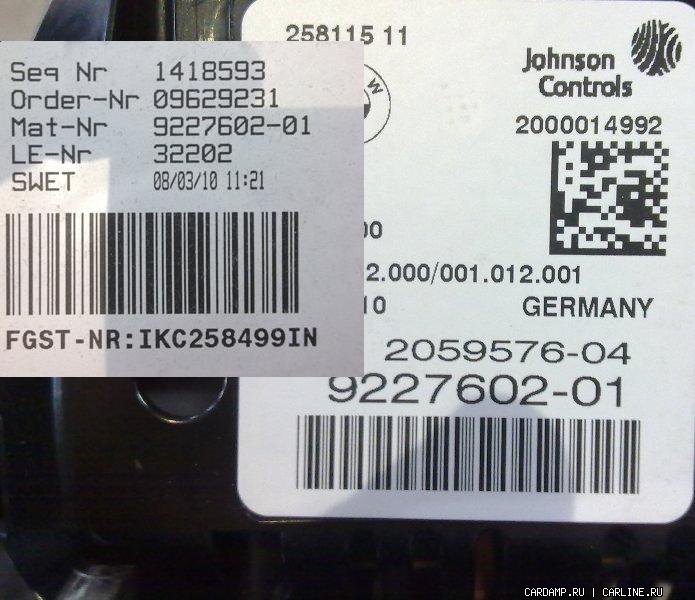 258115 11
Johnson
Controls
2000014992
W
Seq Nr 1418593
Order-Nr 09629231
Mat-Nr 9227602-01
LE-Nr 32202
SWET 08/03/10 11:21
FGST-NR:IKC258499IN
00
2.000/001.012.001
10 GERMANY
2059576-04
9227602-01
CARDAMP.RU | CARLINE.RU